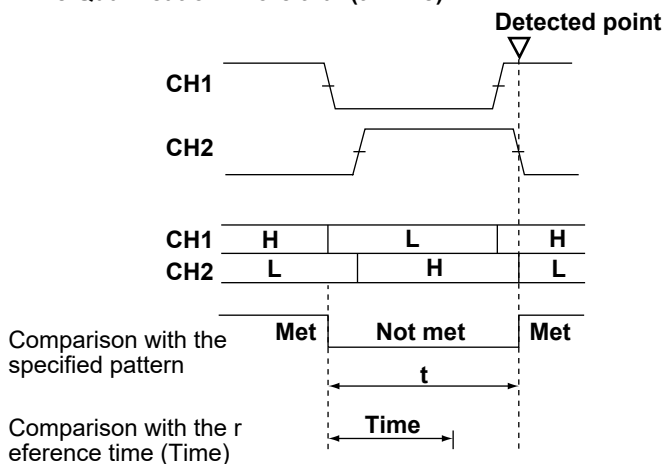 Detected point
CH1
CH2
CH1 H L H
CH2 L H L
Comparison with the
specified pattern
Met Not met Met
t
Comparison with the r
eference time (Time)
Time